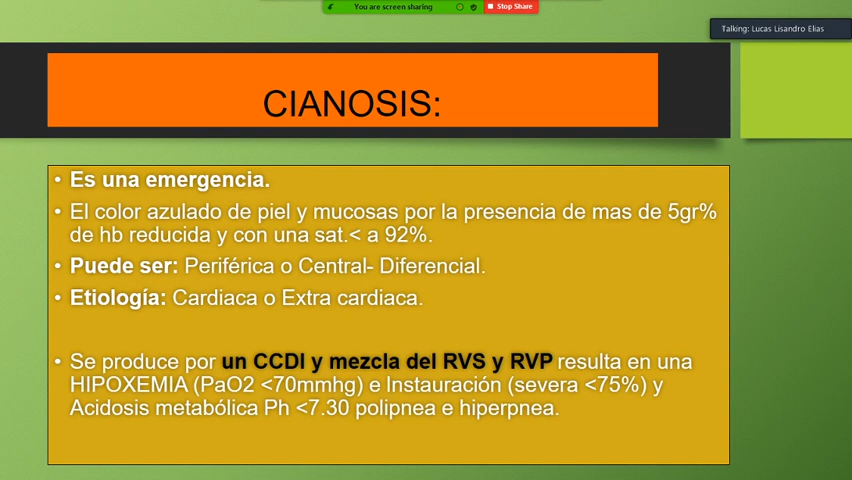 You are screen sharing
Stop Share
Talking: Lucas Lisandro Elias
CIANOSIS:
• Es una emergencia.
• El color azulado de piel y mucosas por la presencia de mas de 5gr%
de hb reducida y con una sat.< a 92%.
• Puede ser: Periférica o Central- Diferencial.
• Etiología: Cardiaca o Extra cardiaca.
• Se produce por un CCDI y mezcla del RVS y RVP resulta en una
HIPOXEMIA (PaO2 <70mmhg) e Instauración (severa <75%) y
Acidosis metabólica Ph <7.30 polipnea e hiperpnea.